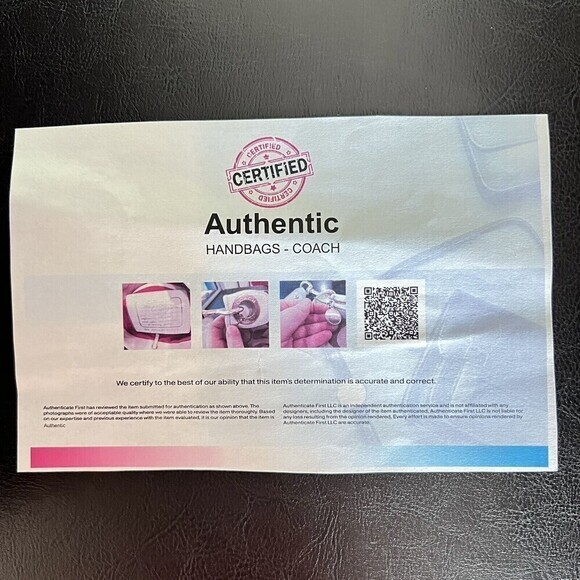 CERTIFIED
CERTIFIED
CERTIFIED
Authentic
HANDBAGS - COACH
We certify to the best of our ability that this item's determination is accurate and correct.
Authenticate First has reviewed the item submitted for authentication as shown above. The
photographs were of acceptable quality where we were able to review the item thoroughly. Based
on our expertise and previous experience with the item evaluated, it is our opinion that the item is
Authentic
Authenticate First LLC is an independent authentication service and is not affiliated with any
designers, including the designer of the item authenticated. Authenticate First LLC is not liable for
any loss resulting from the opinion rendered. Every effort is made to ensure opinions rendered by
Authenticate First LLC are accurate.